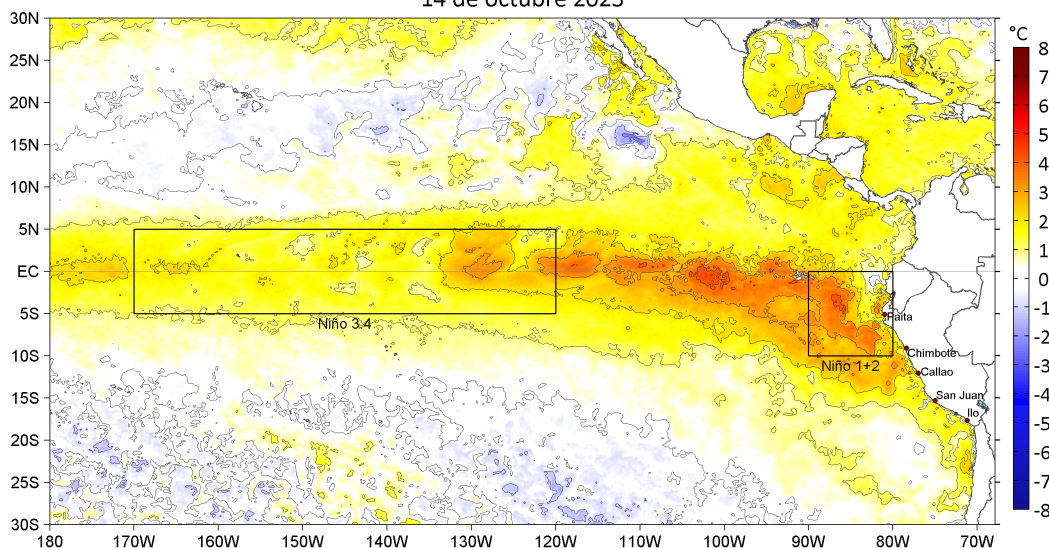 14 de octubre 2023
30N
25N
20N
15N
10N
5N
EC
5S
10S
15S
20S
25S
30S
°C
8
7
6
5
4
3
2
1
0
-1
-2
-3
-4
-5
-6
-7
-8
Niño 3.4
Niño 1+2
Paita
Chimbote
Callao
San Juan
Ilo
180 170W 160W 150W 140W 130W 120W 110W 100W 90W 80W 70W